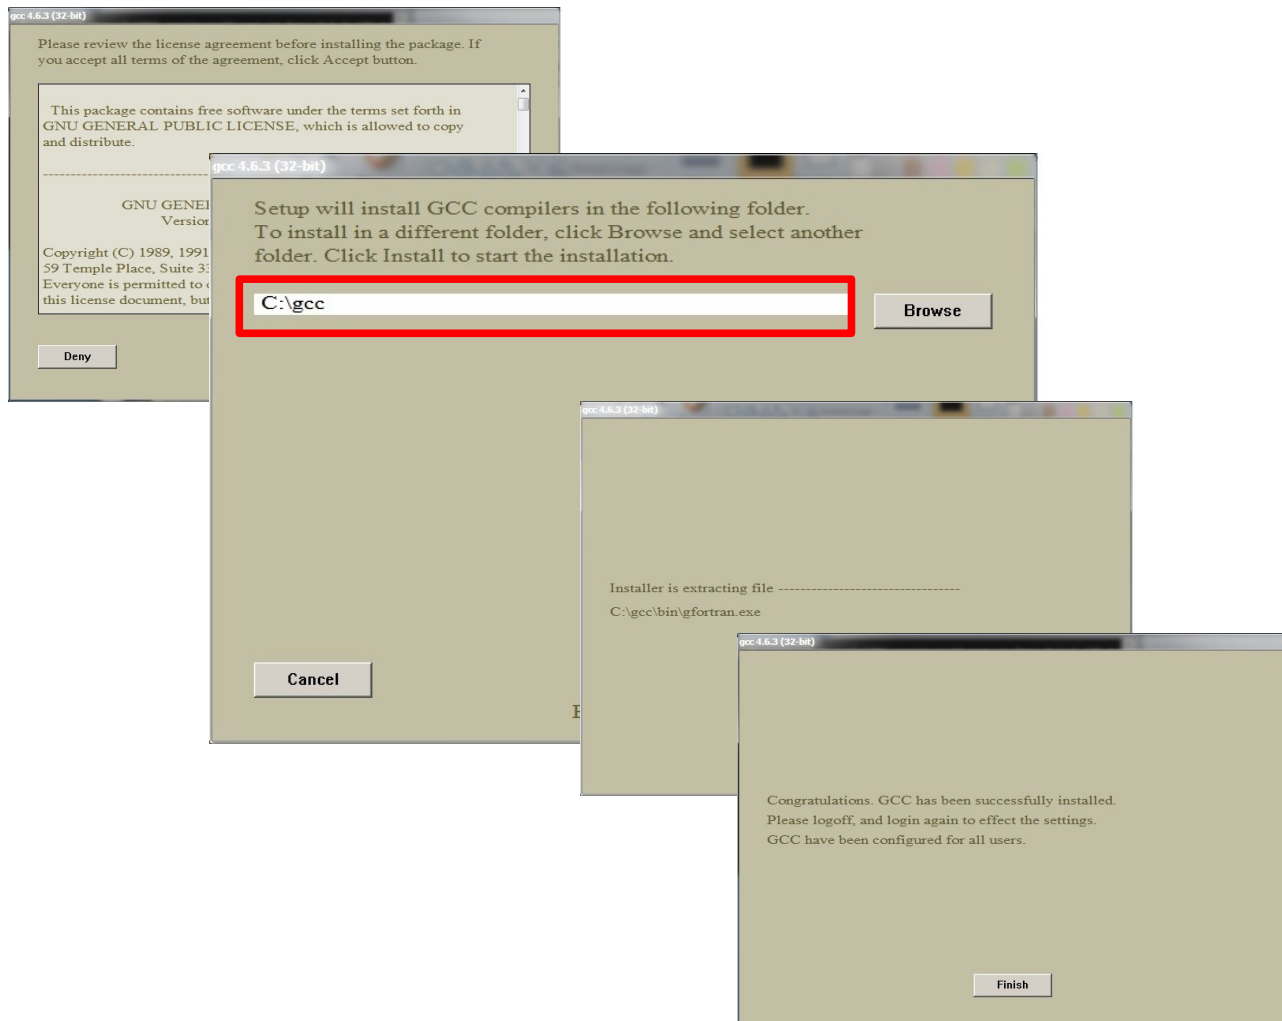 gcc 4.6.3 (32-bit)
Please review the license agreement before installing the package. If
you accept all terms of the agreement, click Accept button.
This package contains free software under the terms set forth in
GNU GENERAL PUBLIC LICENSE, which is allowed to copy
and distribute.
GNU GENE
Version
Copyright (C) 1989, 1991
59 Temple Place, Suite 33
Everyone is permitted to
this license document, but
Deny
gcc 4.6.3 (32-bit)
Setup will install GCC compilers in the following folder.
To install in a different folder, click Browse and select another
folder. Click Install to start the installation.
C:\gcc
Browse
Cancel
gcc 4.6.3 (32-bit)
Installer is extracting file ---------------------------------
C:\gcc\bin\gfortran.exe
gcc 4.6.3 (32-bit)
Congratulations. GCC has been successfully installed.
Please logoff, and login again to effect the settings.
GCC have been configured for all users.
Finish